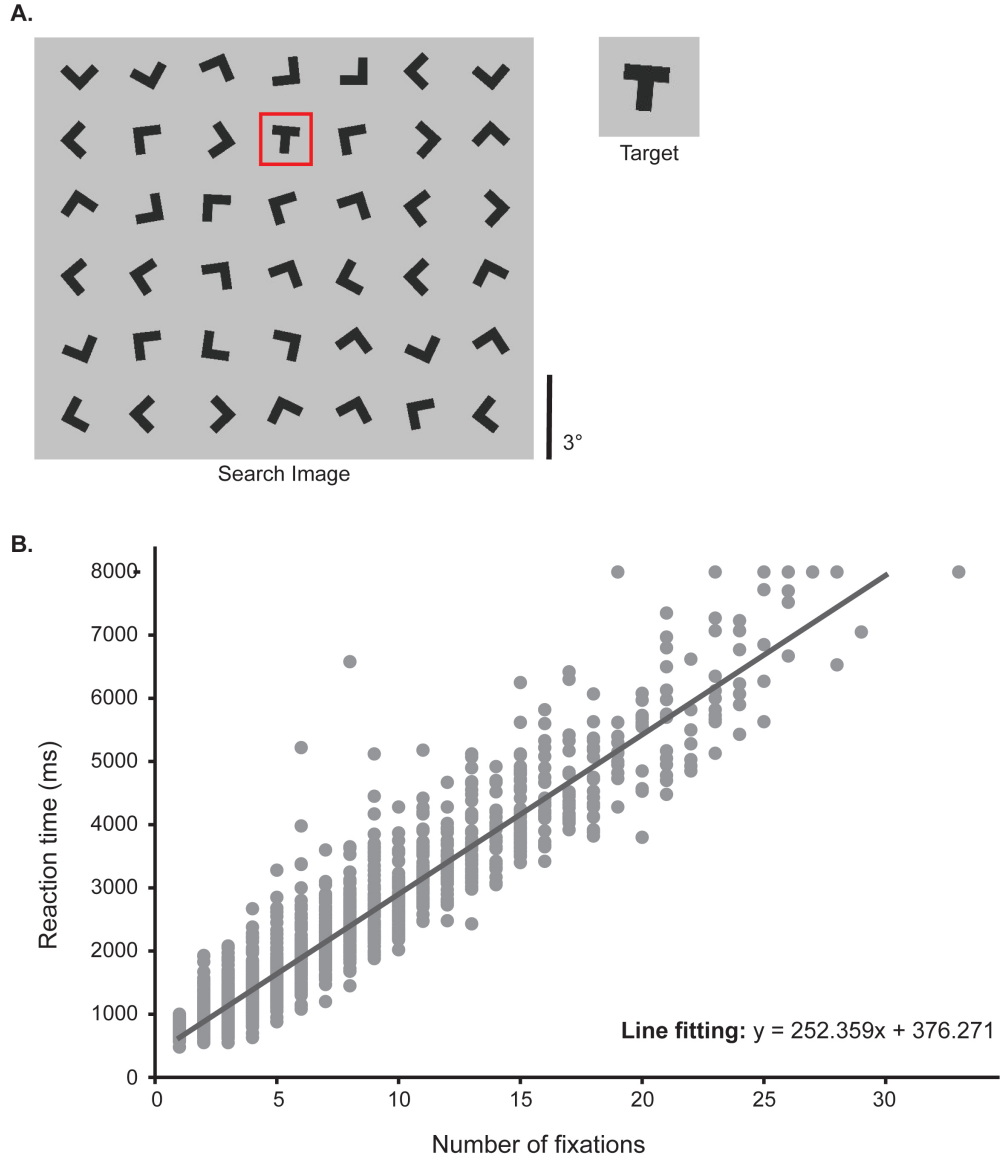 A.
Target
3°
Search Image
B.
8000
7000
6000
5000
4000
3000
2000
1000
0
Reaction time (ms)
Line fitting: y = 252.359x + 376.271
0 5 10 15 20 25 30
Number of fixations